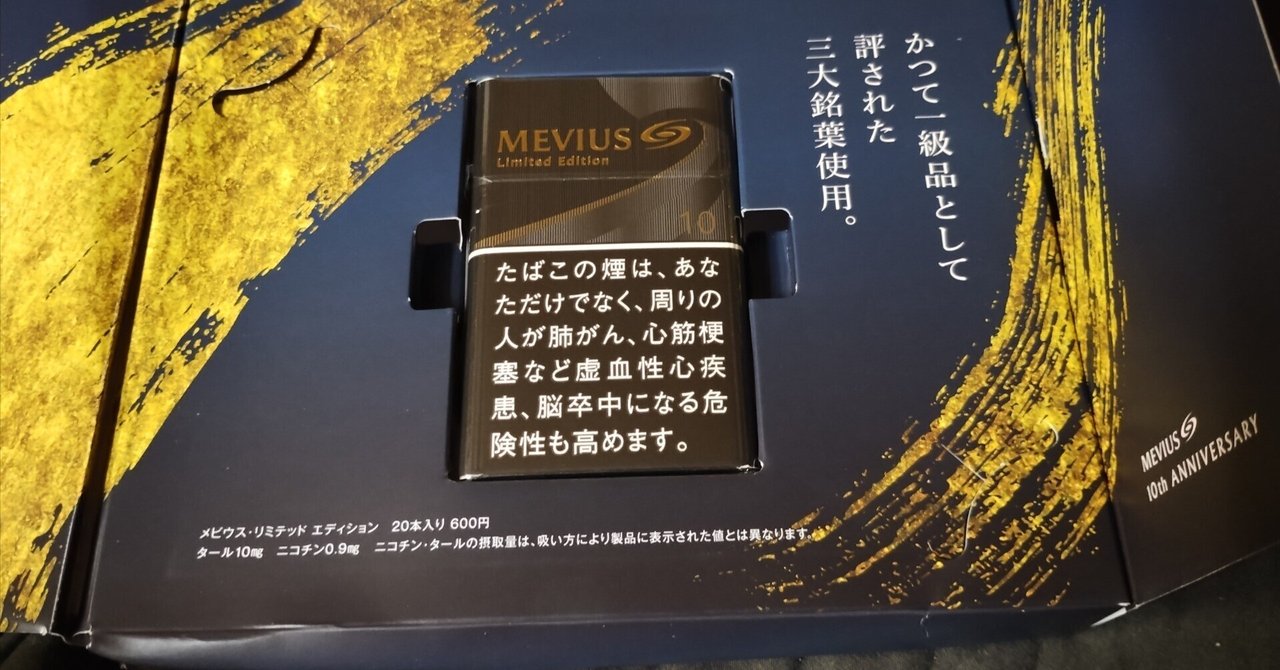 かつて一級品として
評された
三大銘葉使用。
MEVIUS
Limited Edition
10
たばこの煙は、あな
ただけでなく、周りの
人が肺がん、心筋梗
塞など虚血性心疾
患、脳卒中になる危
険性も高めます。
メビウス・リミテッド エディション 20本入り 600円
タール10mg ニコチン0.9mg ニコチン・タールの摂取量は、吸い方により製品に表示された値とは異なります。
MEVIUS
10th ANNIVERSARY